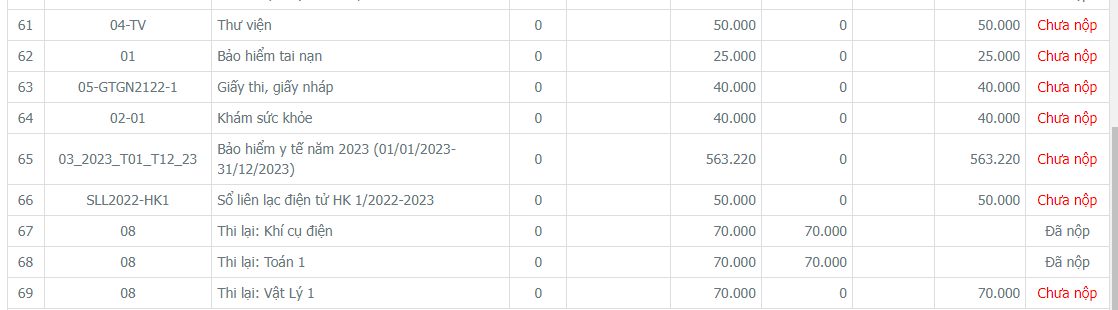 61 04-TV Thư viện 0 50.000 0 50.000 Chưa nộp
62 01 Bảo hiểm tai nạn 0 25.000 0 25.000 Chưa nộp
63 05-GTGN2122-1 Giấy thi, giấy nháp 0 40.000 0 40.000 Chưa nộp
64 02-01 Khám sức khỏe 0 40.000 0 40.000 Chưa nộp
65 03_2023_T01_T12_23 Bảo hiểm y tế năm 2023 (01/01/2023-
31/12/2023) 0 563.220 0 563.220 Chưa nộp
66 SLL2022-HK1 Sổ liên lạc điện tử HK 1/2022-2023 0 50.000 0 50.000 Chưa nộp
67 08 Thi lại: Khí cụ điện 0 70.000 70.000 Đã nộp
68 08 Thi lại: Toán 1 0 70.000 70.000 Đã nộp
69 08 Thi lại: Vật Lý 1 0 70.000 0 70.000 Chưa nộp